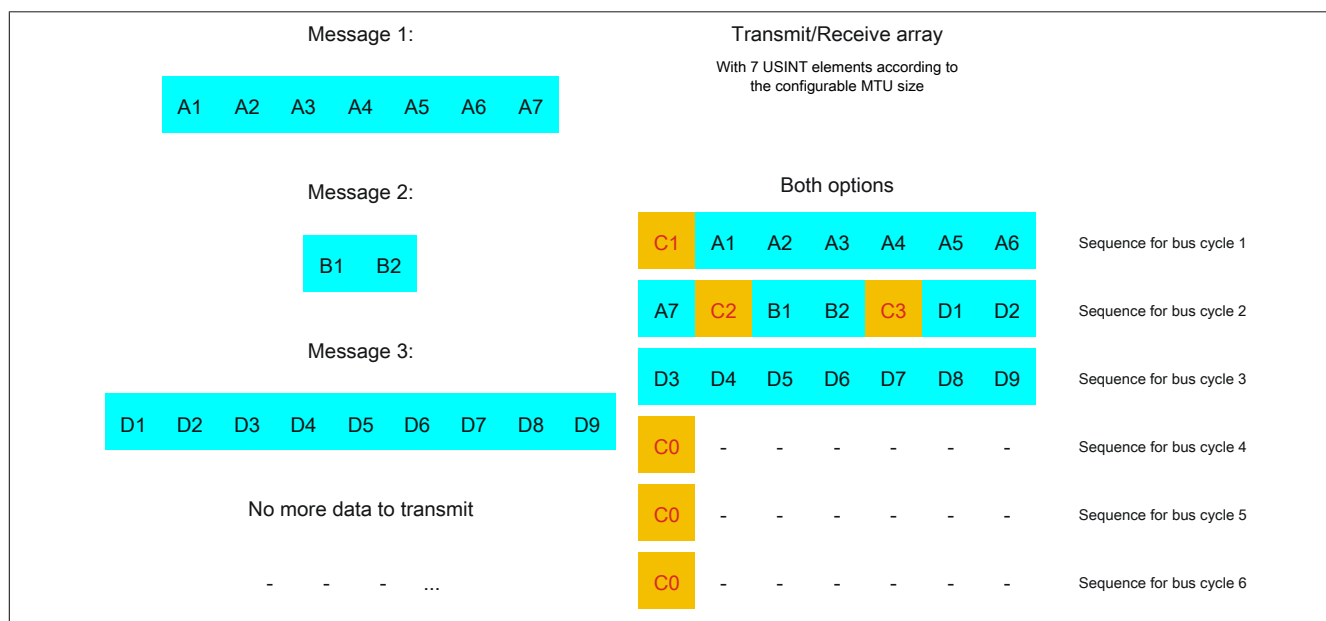 Message 1:
A1 A2 A3 A4 A5 A6 A7
Message 2:
B1 B2
Message 3:
D1 D2 D3 D4 D5 D6 D7 D8 D9
No more data to transmit
- - - ...
Transmit/Receive array
With 7 USINT elements according to
the configurable MTU size
Both options
C1 A1 A2 A3 A4 A5 A6 Sequence for bus cycle 1
A7 C2 B1 B2 C3 D1 D2 Sequence for bus cycle 2
D3 D4 D5 D6 D7 D8 D9 Sequence for bus cycle 3
C0 - - - - - - Sequence for bus cycle 4
C0 - - - - - - Sequence for bus cycle 5
C0 - - - - - - Sequence for bus cycle 6